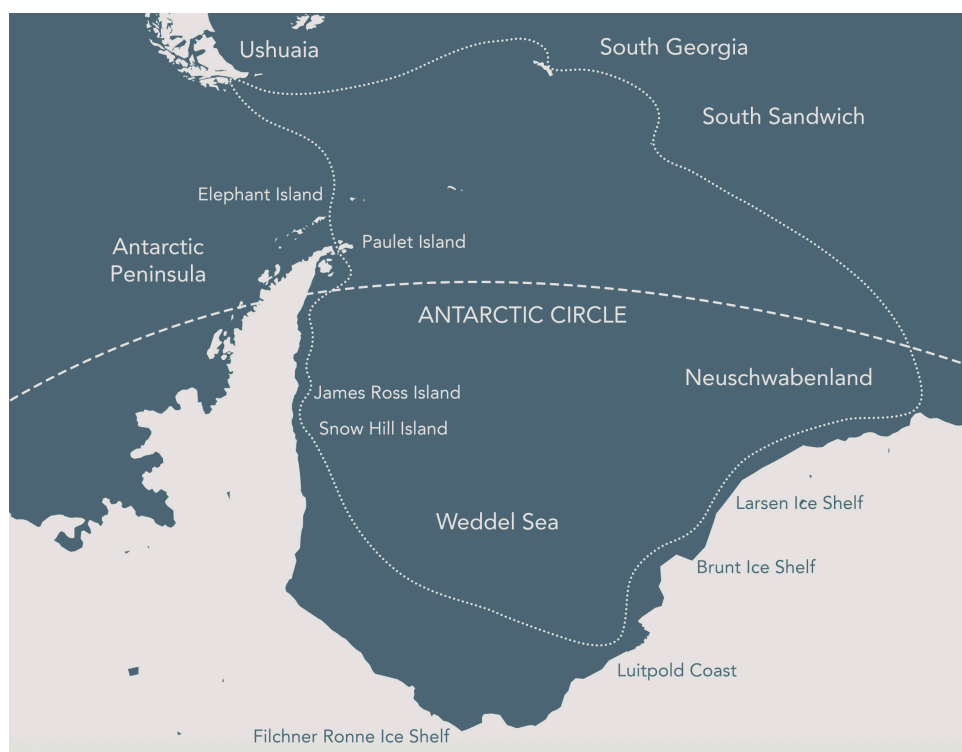 Ushuaia
South Georgia
South Sandwich
Elephant Island
Paulet Island
Antarctic
Peninsula
ANTARCTIC CIRCLE
Neuschwabenland
James Ross Island
Snow Hill Island
Larsen Ice Shelf
Weddel Sea
Brunt Ice Shelf
Luitpold Coast
Filchner Ronne Ice Shelf